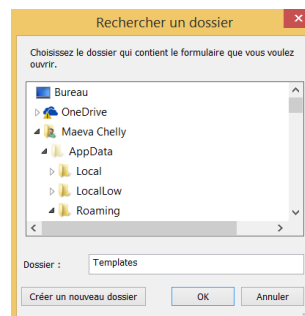 Rechercher un dossier
Choisissez le dossier qui contient le formulaire que vous voulez
ouvrir.
Bureau
OneDrive
Maeva Chelly
AppData
Local
LocalLow
Roaming
Dossier :
Templates
Créer un nouveau dossier
OK
Annuler